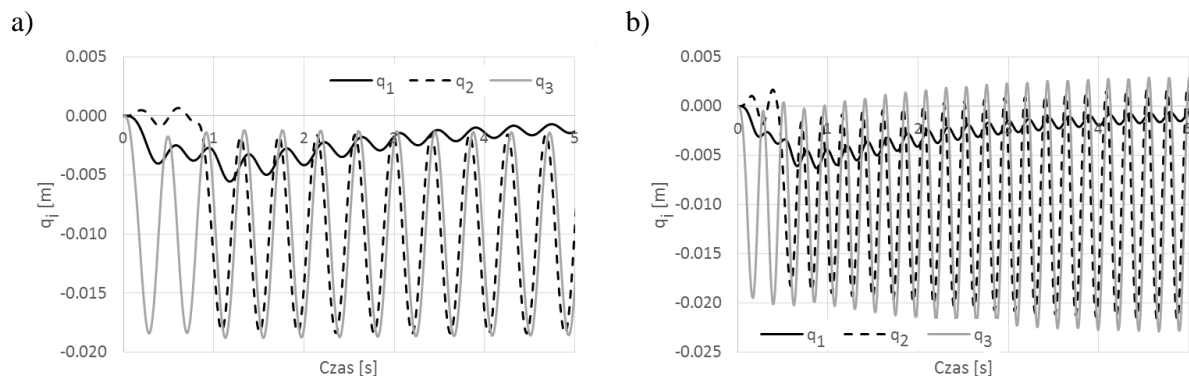 a)
0.005
0.000
-0.005
-0.010
-0.015
-0.020
q₁ q₂ q₃
0 1 2 3 4 5
qᵢ [m]
Czas [s]
b)
0.005
0.000
-0.005
-0.010
-0.015
-0.020
-0.025
0 1 2 3 4 5
qᵢ [m]
q₁ q₂ q₃
Czas [s]